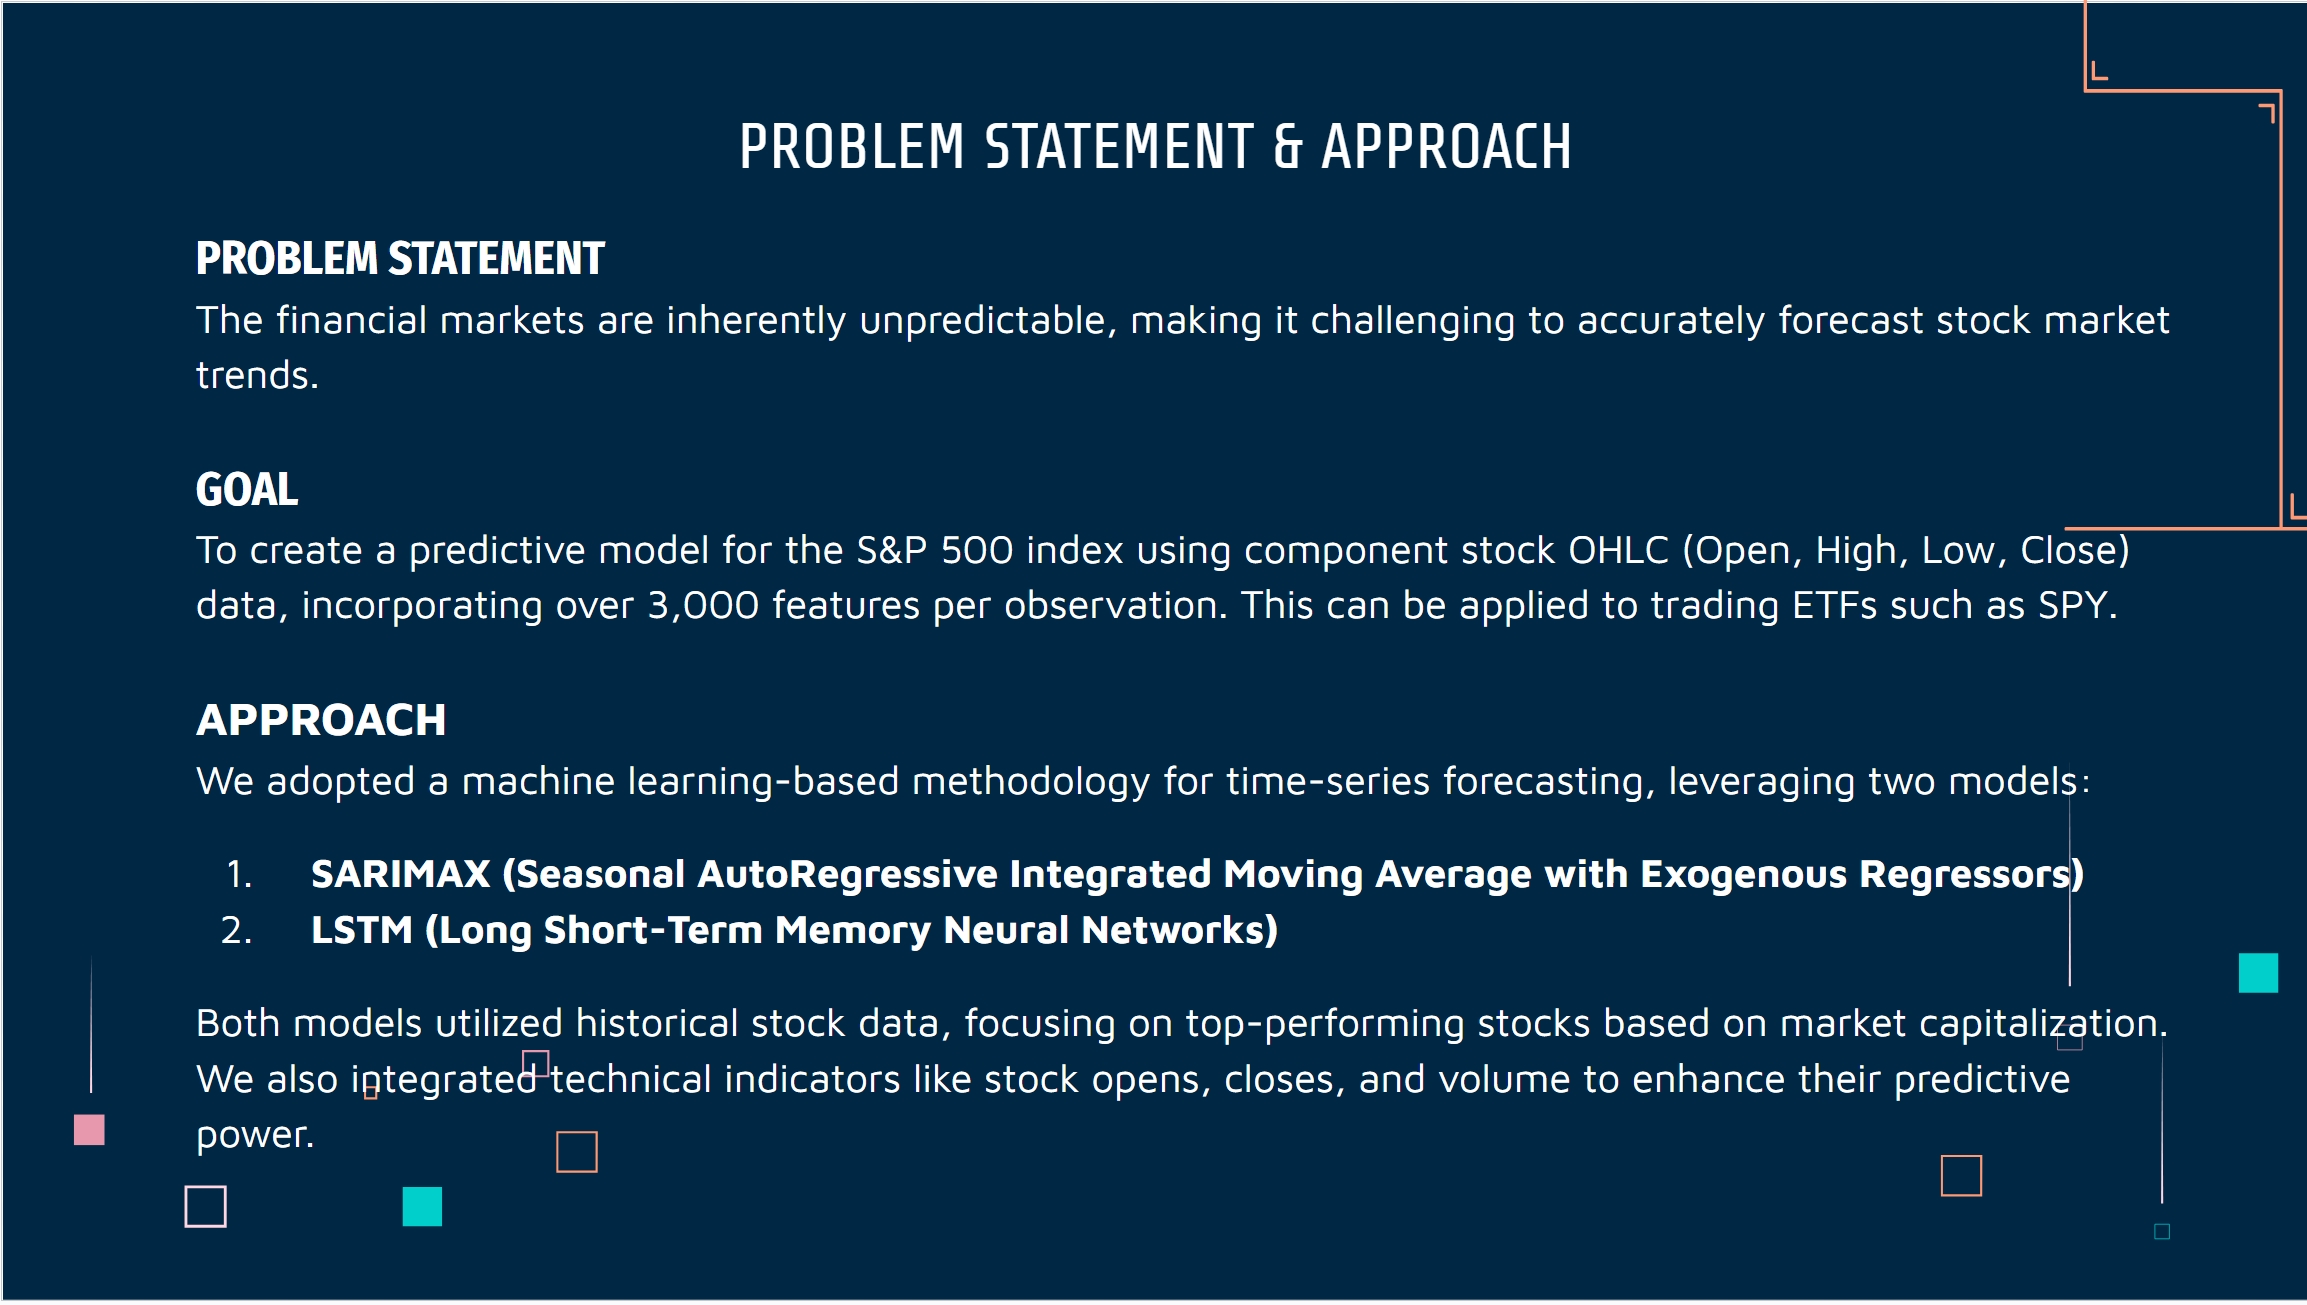 PROBLEM STATEMENT & APPROACH
PROBLEM STATEMENT
The financial markets are inherently unpredictable, making it challenging to accurately forecast stock market
trends.
GOAL
To create a predictive model for the S&P 500 index using component stock OHLC (Open, High, Low, Close)
data, incorporating over 3,000 features per observation. This can be applied to trading ETFs such as SPY.
APPROACH
We adopted a machine learning-based methodology for time-series forecasting, leveraging two models:
1. SARIMAX (Seasonal AutoRegressive Integrated Moving Average with Exogenous Regressors)
2. LSTM (Long Short-Term Memory Neural Networks)
Both models utilized historical stock data, focusing on top-performing stocks based on market capitalization.
We also integrated technical indicators like stock opens, closes, and volume to enhance their predictive
power.